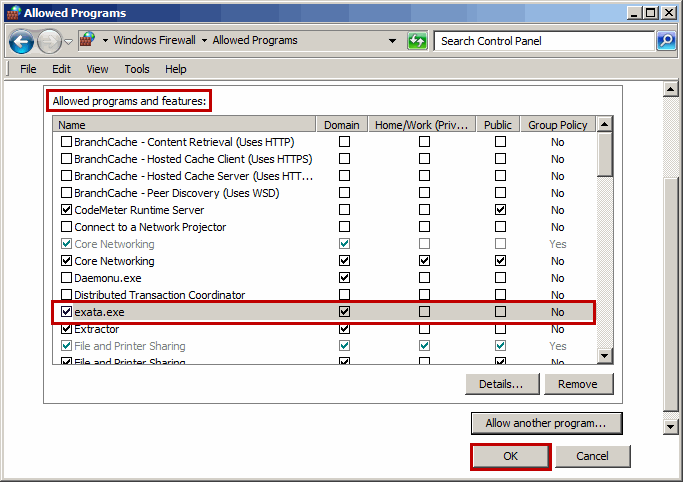 Allowed Programs
Windows Firewall Allowed Programs Search Control Panel
File Edit View Tools Help
Allowed programs and features:
Name Domain Home/Work (Priv... Public Group Policy
BranchCache - Content Retrieval (Uses HTTP) No
BranchCache - Hosted Cache Client (Uses HTTPS) No
BranchCache - Hosted Cache Server (Uses HTT... No
BranchCache - Peer Discovery (Uses WSD) No
CodeMeter Runtime Server No
Connect to a Network Projector No
Core Networking Yes
Core Networking No
Daemonu.exe No
Distributed Transaction Coordinator No
exata.exe No
Extractor No
File and Printer Sharing Yes
File and Printer Sharing No
Details... Remove
Allow another program...
OK Cancel